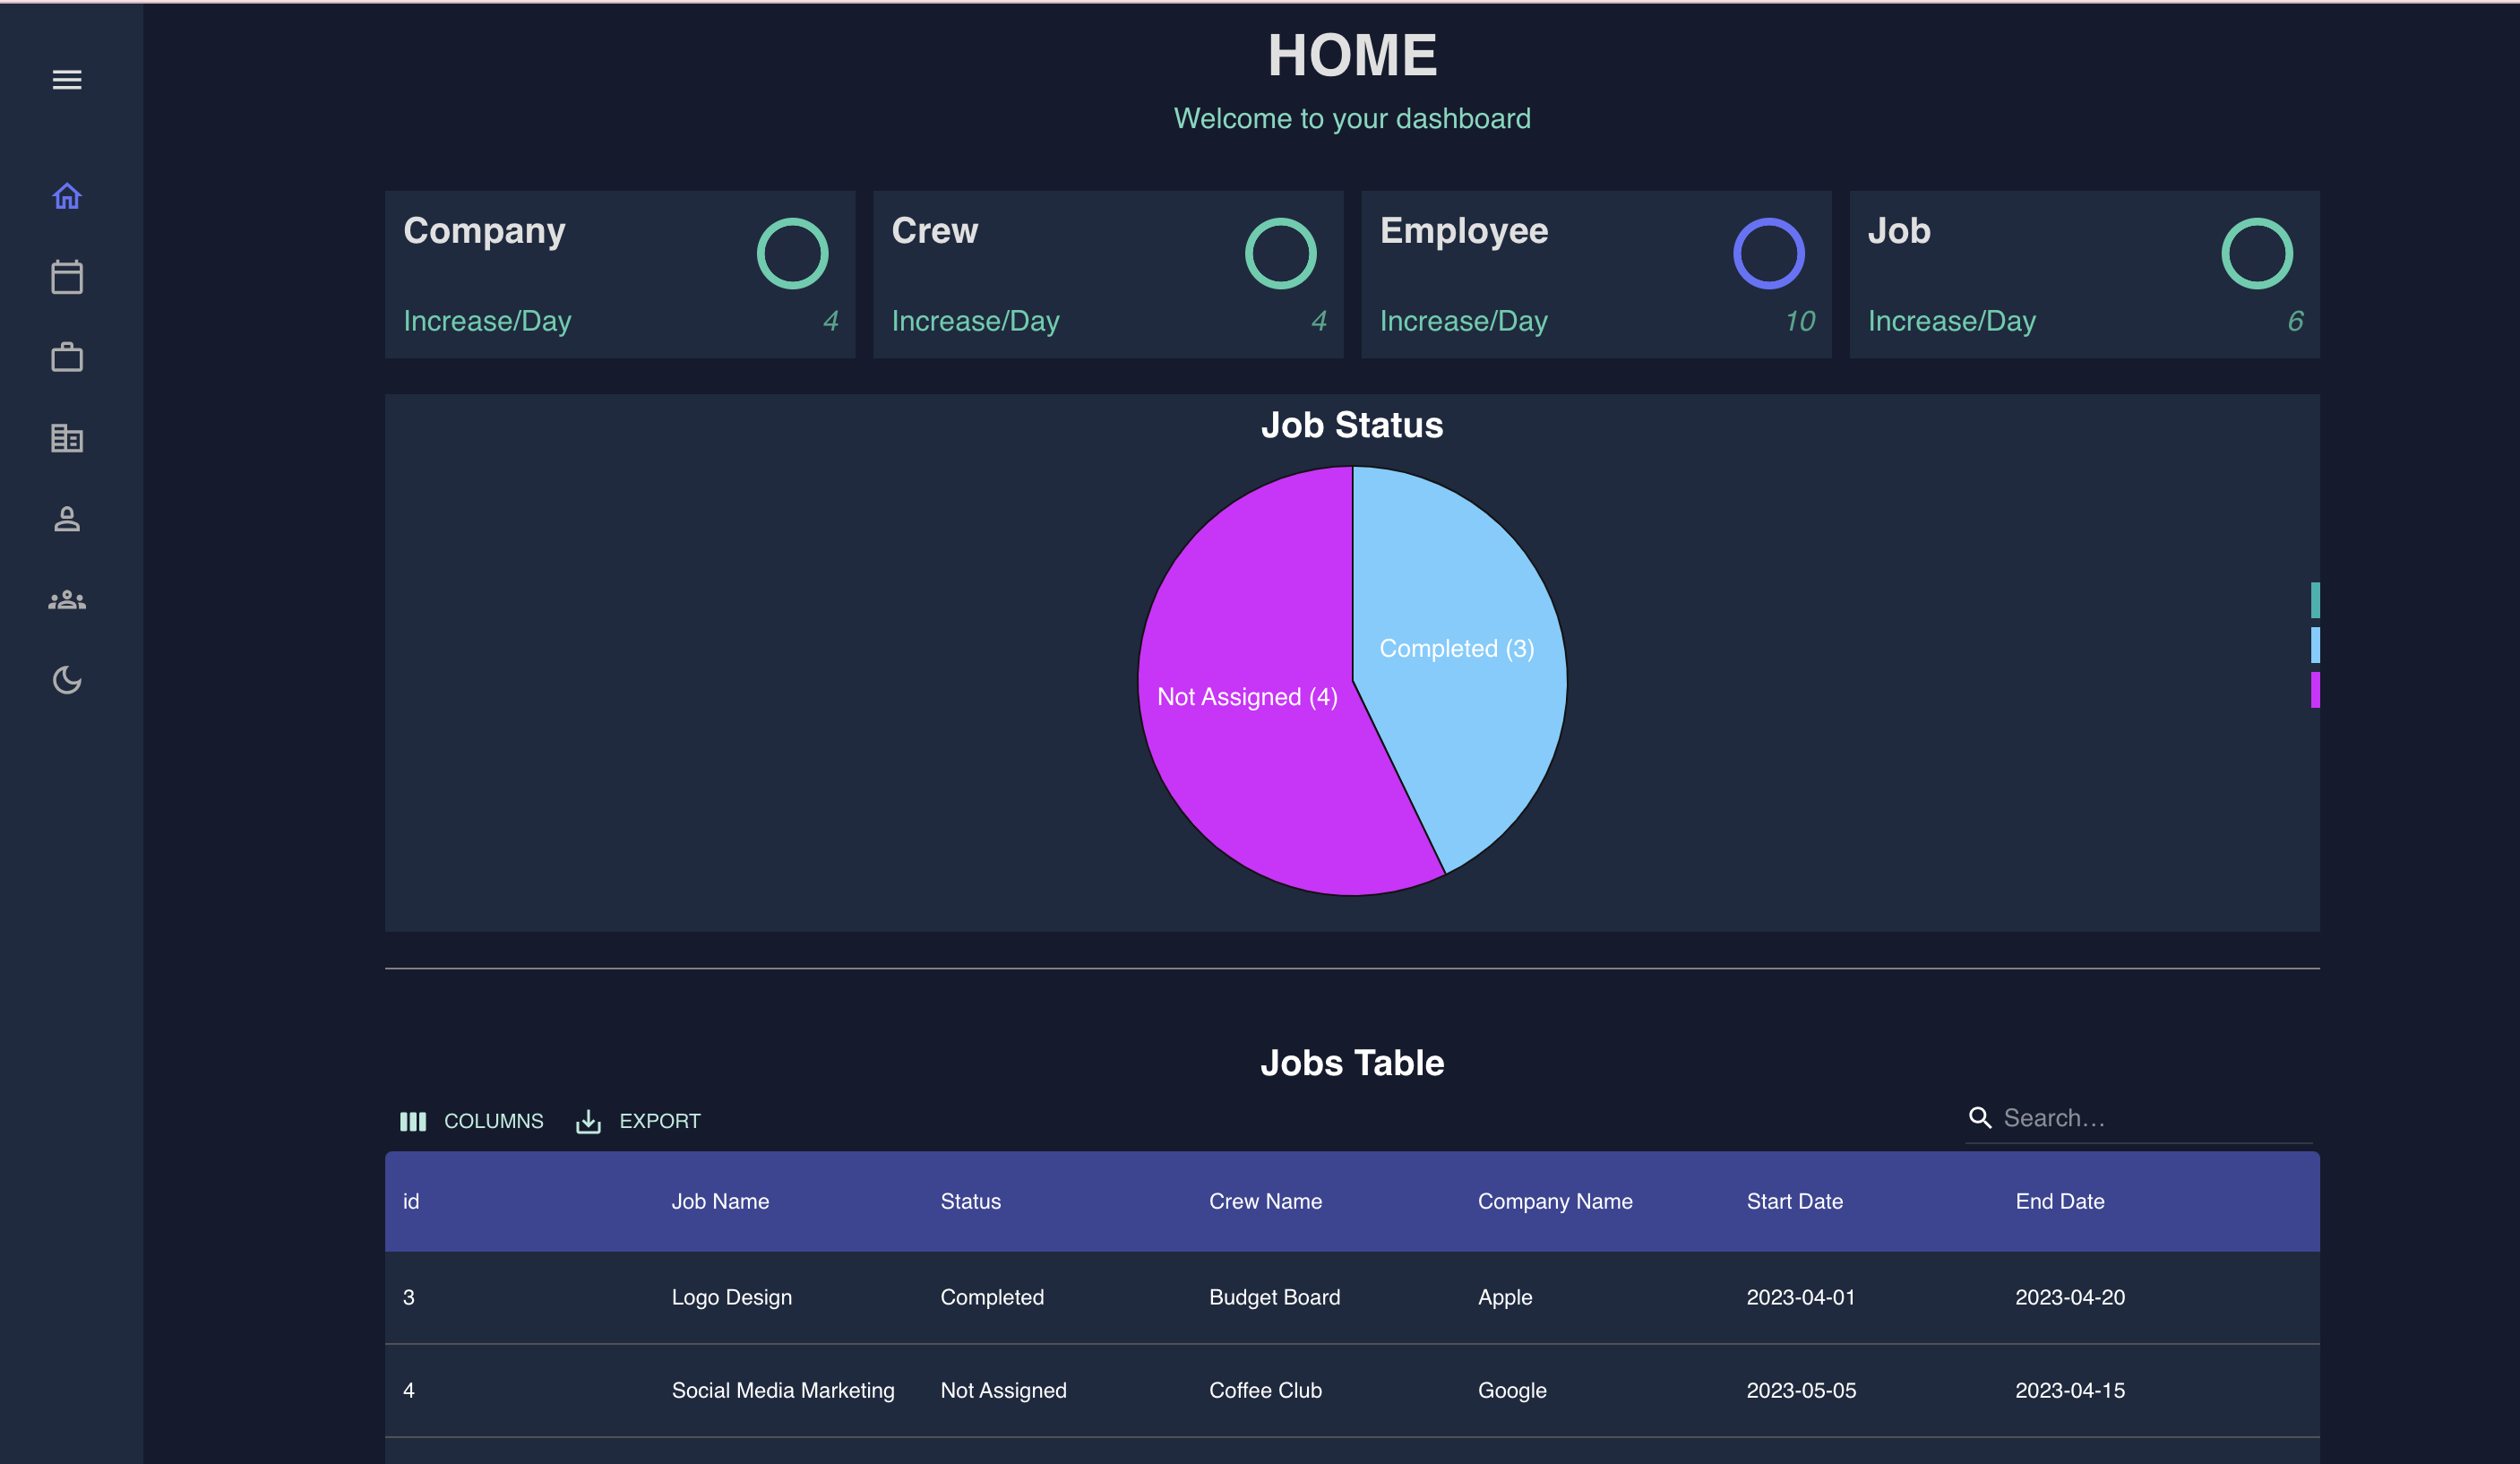 HOME
Welcome to your dashboard
Company
Increase/Day 4
Crew
Increase/Day 4
Employee
Increase/Day 10
Job
Increase/Day 6
Job Status
Completed (3)
Not Assigned (4)
Jobs Table
COLUMNS EXPORT Search…
id Job Name Status Crew Name Company Name Start Date End Date
3 Logo Design Completed Budget Board Apple 2023-04-01 2023-04-20
4 Social Media Marketing Not Assigned Coffee Club Google 2023-05-05 2023-04-15